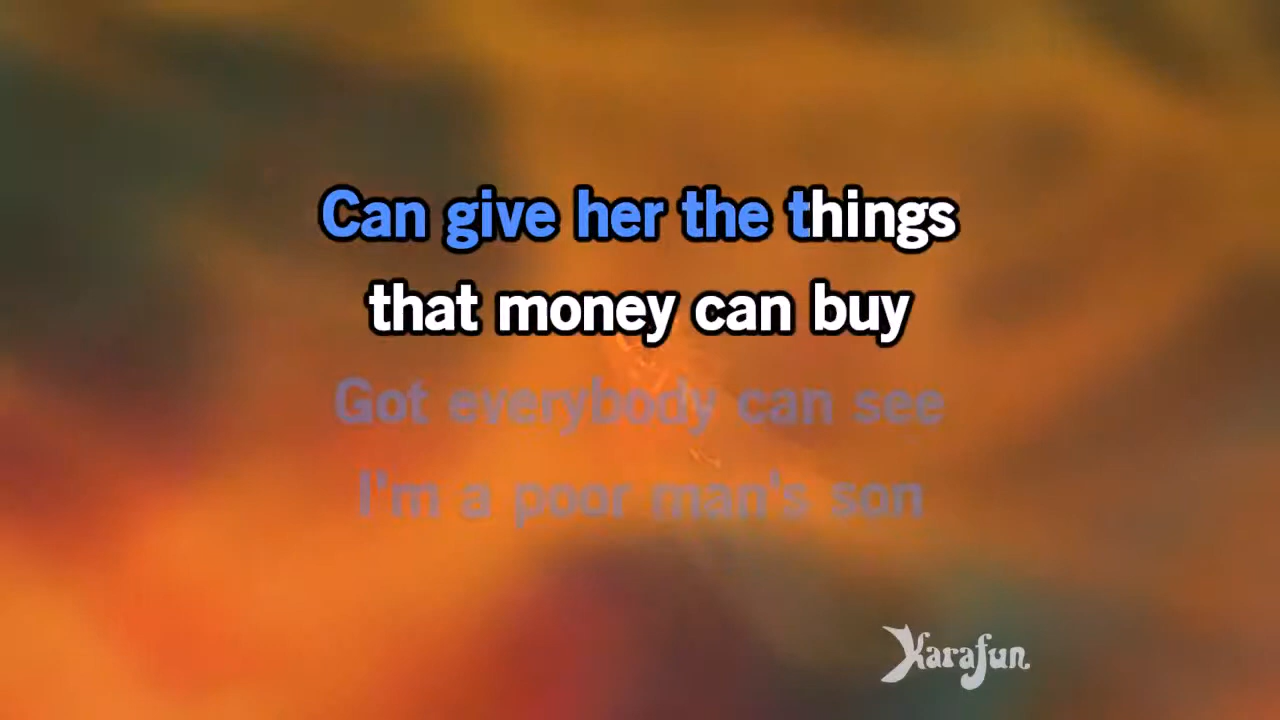 Can give her the things
that money can buy
Got everybody can see
I'm a poor man's son
Karafun